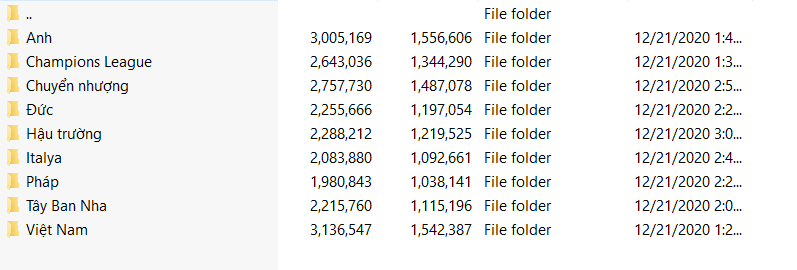 .. File folder
Anh 3,005,169 1,556,606 File folder 12/21/2020 1:4...
Champions League 2,643,036 1,344,290 File folder 12/21/2020 1:3...
Chuyển nhượng 2,757,730 1,487,078 File folder 12/21/2020 2:5...
Đức 2,255,666 1,197,054 File folder 12/21/2020 2:2...
Hậu trường 2,288,212 1,219,525 File folder 12/21/2020 3:0...
Italya 2,083,880 1,092,661 File folder 12/21/2020 2:4...
Pháp 1,980,843 1,038,141 File folder 12/21/2020 2:2...
Tây Ban Nha 2,215,760 1,115,196 File folder 12/21/2020 2:0...
Việt Nam 3,136,547 1,542,387 File folder 12/21/2020 1:2...